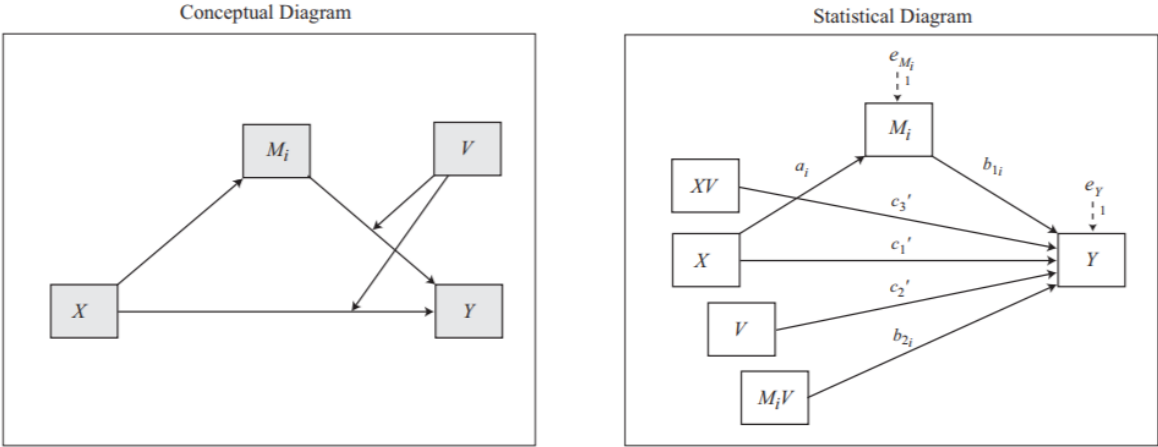 Conceptual Diagram
M_i
V
X
Y
Statistical Diagram
e_{M_i}
1
M_i
a_i
b_{1i}
XV
e_Y
1
c_3′
X
c_1′
Y
c_2′
V
b_{2i}
M_iV